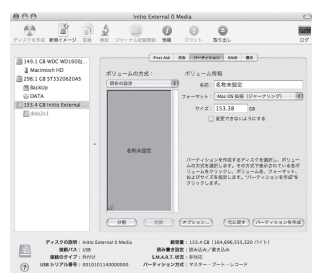 Initio External 0 Media
ディスクを作成 新規イメージ 変換 検証 ジャーナル記録開始 情報 マウント 取り出し ログ
149.1 GB WDC WD1600J...
Macintosh HD
298.1 GB ST3320620AS
BackUp
DATA
153.4 GB Initio External ...
disk2s1
First Aid 消去 パーティション RAID 復元
ボリュームの方式：
現在の設定
名称未設定
ボリューム情報
名前： 名称未設定
フォーマット： Mac OS 拡張（ジャーナリング）
サイズ： 153.38 GB
変更できないようにする
パーティションを作成するディスクを選択し、ボリュー
ムの方式を選択します。その方式で表示されている各ボ
リュームをクリックし、ボリューム名、フォーマット、
およびサイズを設定します。"パーティションを作成"を
クリックします。
分割 削除 オプション... 元に戻す パーティションを作成
ディスクの説明： Initio External 0 Media
接続バス： USB
接続のタイプ： 外付け
USB シリアル番号： 0010101140000000
総容量： 153.4 GB（164,696,555,520 バイト）
読み書き設定： 読み込み／書き込み
S.M.A.R.T. 状況： 非対応
パーティション方式： マスター・ブート・レコード
?